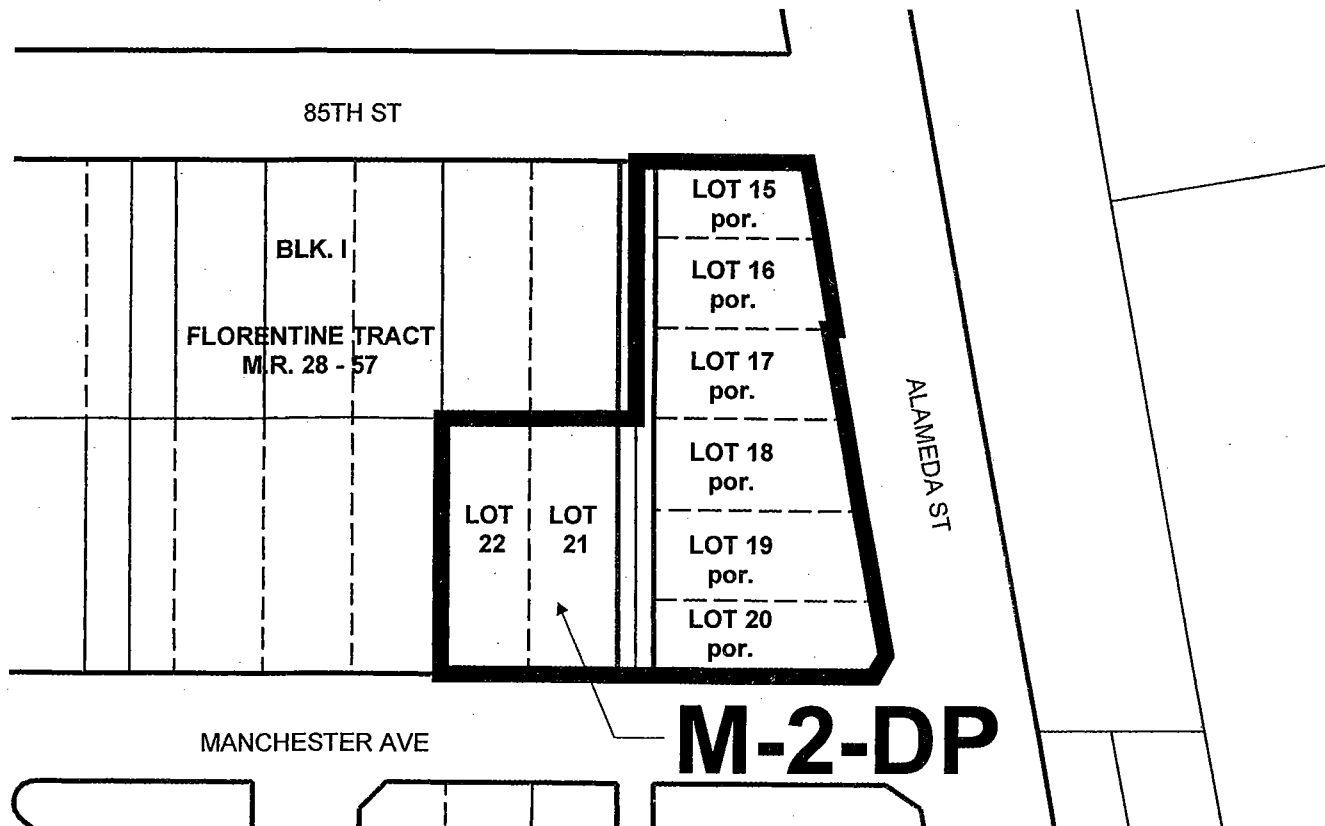 85TH ST
LOT 15
por.
BLK. I
LOT 16
por.
FLORENTINE TRACT
M.R. 28 - 57
LOT 17
por.
ALAMEDA ST
LOT 18
por.
LOT
22
LOT
21
LOT 19
por.
LOT 20
por.
M-2-DP
MANCHESTER AVE